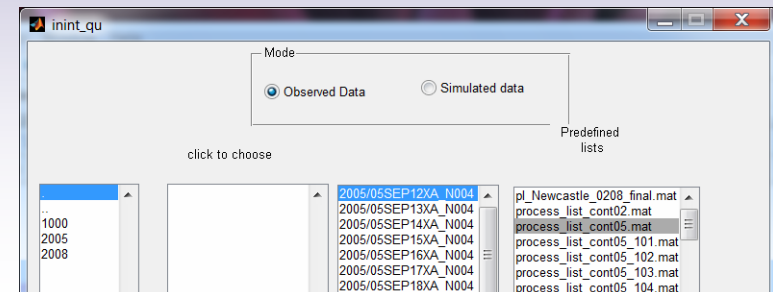 inint_qu
Mode
Observed Data
Simulated data
Predefined
lists
click to choose
.
..
1000
2005
2008
2005/05SEP12XA_N004
2005/05SEP13XA_N004
2005/05SEP14XA_N004
2005/05SEP15XA_N004
2005/05SEP16XA_N004
2005/05SEP17XA_N004
2005/05SEP18XA_N004
pl_Newcastle_0208_final.mat
process_list_cont02.mat
process_list_cont05.mat
process_list_cont05_101.mat
process_list_cont05_102.mat
process_list_cont05_103.mat
process_list_cont05_104.mat